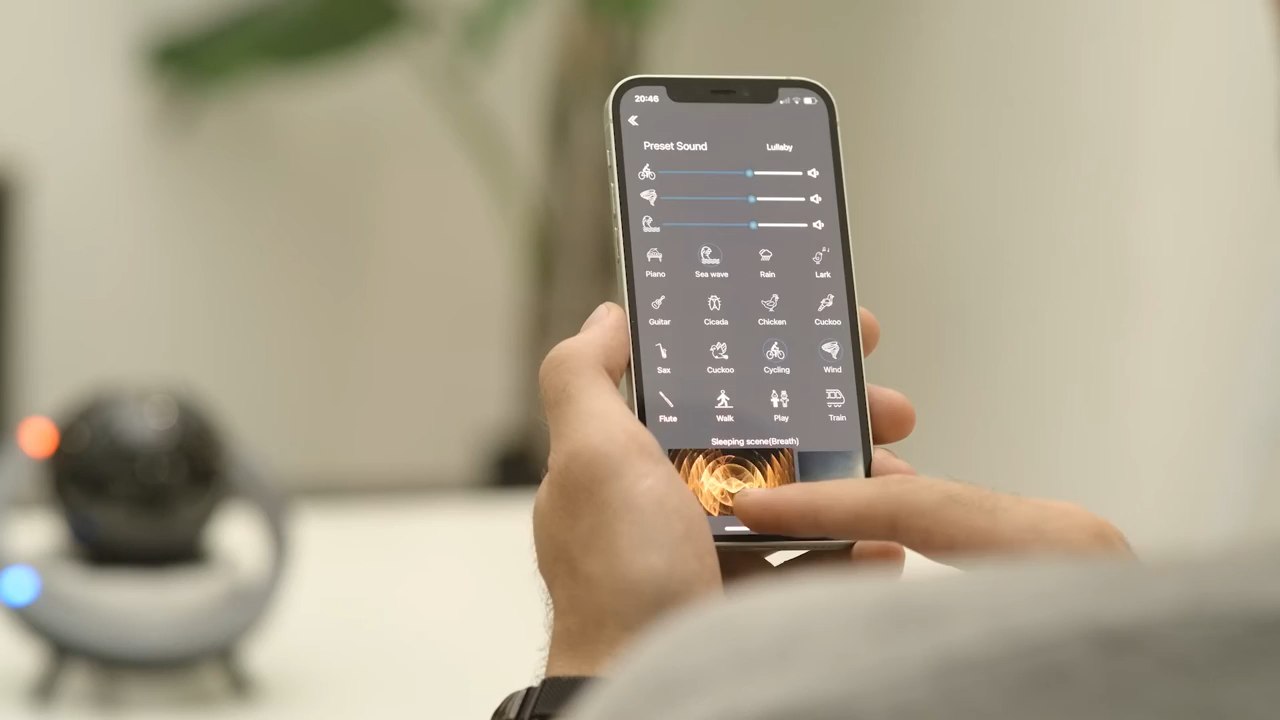 20:46
Preset Sound Lullaby
Piano Sea wave Rain Lark
Guitar Cicada Chicken Cuckoo
Sax Cuckoo Cycling Wind
Flute Walk Play Train
Sleeping scene(Breath)